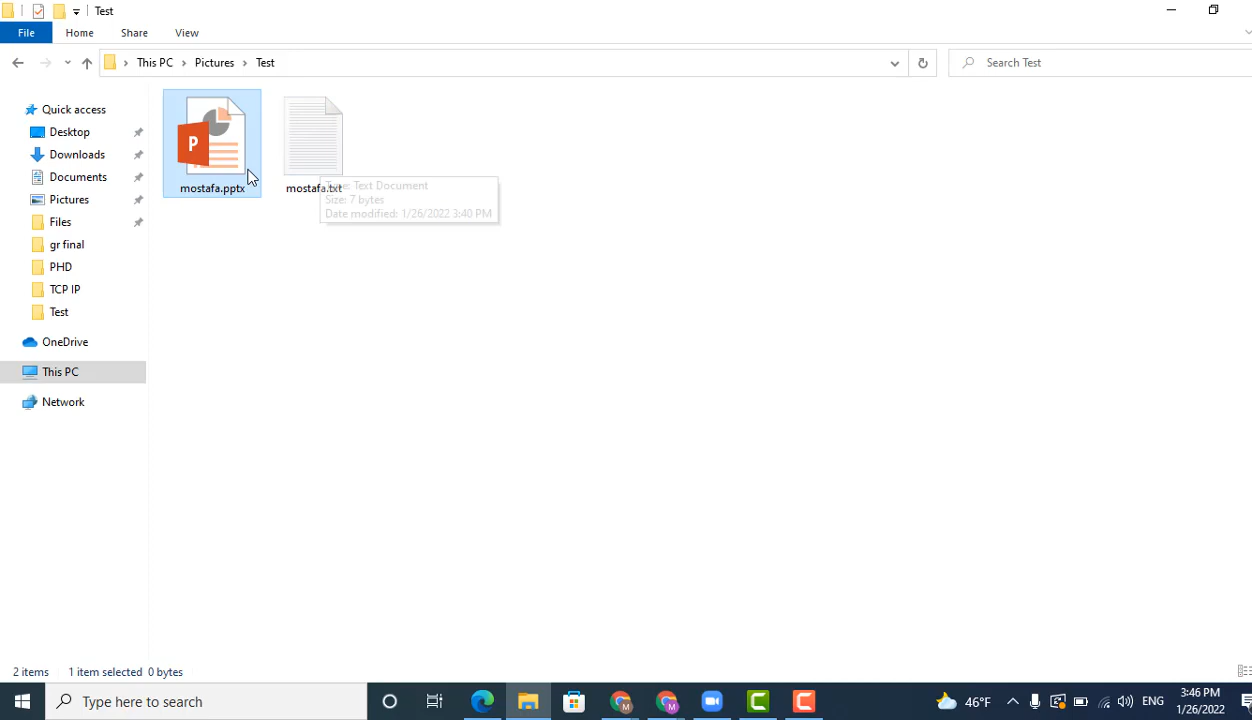 Test
File Home Share View
This PC Pictures Test Search Test
Quick access
Desktop
Downloads
Documents
Pictures
Files
gr final
PHD
TCP IP
Test
OneDrive
This PC
Network
P
mostafa.pptx mostafa.txt
Type: Text Document
Size: 7 bytes
Date modified: 1/26/2022 3:40 PM
2 items 1 item selected 0 bytes
Type here to search
M M
C C
46°F ENG
3:46 PM
1/26/2022